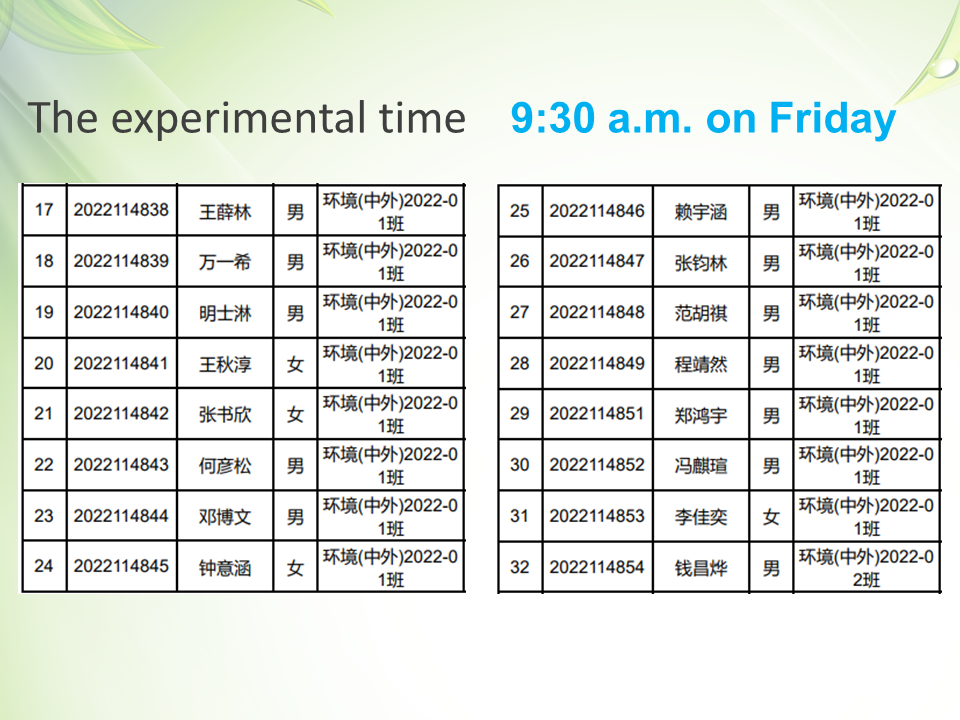 The experimental time 9:30 a.m. on Friday
17 2022114838 王薛林 男 环境(中外)2022-0
1班
18 2022114839 万一希 男 环境(中外)2022-0
1班
19 2022114840 明士淋 男 环境(中外)2022-0
1班
20 2022114841 王秋淳 女 环境(中外)2022-0
1班
21 2022114842 张书欣 女 环境(中外)2022-0
1班
22 2022114843 何彦松 男 环境(中外)2022-0
1班
23 2022114844 邓博文 男 环境(中外)2022-0
1班
24 2022114845 钟意涵 女 环境(中外)2022-0
1班
25 2022114846 赖宇涵 男 环境(中外)2022-0
1班
26 2022114847 张钧林 男 环境(中外)2022-0
1班
27 2022114848 范胡祺 男 环境(中外)2022-0
1班
28 2022114849 程靖然 男 环境(中外)2022-0
1班
29 2022114851 郑鸿宇 男 环境(中外)2022-0
1班
30 2022114852 冯麒瑄 男 环境(中外)2022-0
1班
31 2022114853 李佳奕 女 环境(中外)2022-0
1班
32 2022114854 钱昌烨 男 环境(中外)2022-0
2班